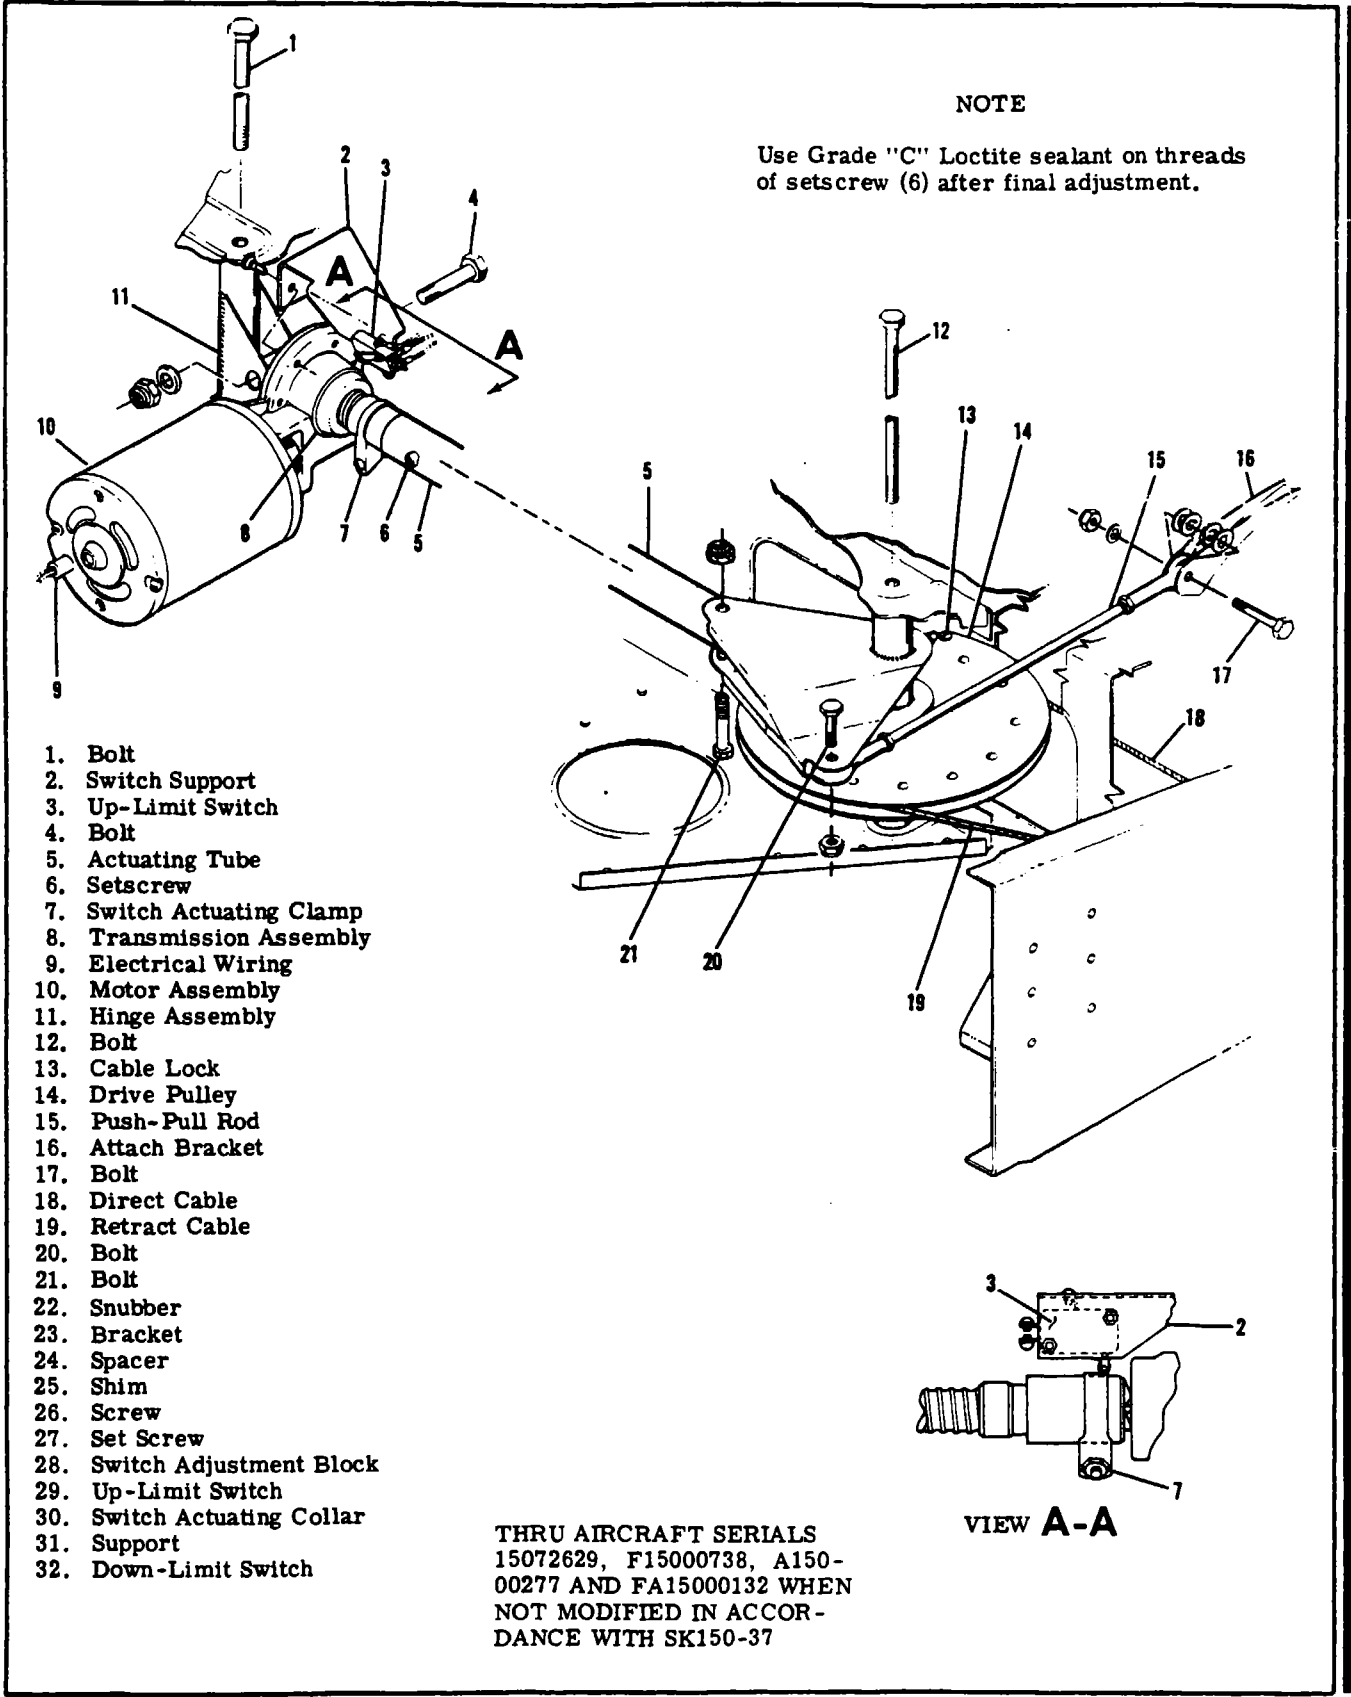 1
NOTE
Use Grade "C" Loctite sealant on threads
of setscrew (6) after final adjustment.
2
3
4
A
11
A
12
10
13
14
5
15
16
8
7
6
5
9
17
18
21
20
19
1. Bolt
2. Switch Support
3. Up-Limit Switch
4. Bolt
5. Actuating Tube
6. Setscrew
7. Switch Actuating Clamp
8. Transmission Assembly
9. Electrical Wiring
10. Motor Assembly
11. Hinge Assembly
12. Bolt
13. Cable Lock
14. Drive Pulley
15. Push-Pull Rod
16. Attach Bracket
17. Bolt
18. Direct Cable
19. Retract Cable
20. Bolt
21. Bolt
22. Snubber
23. Bracket
24. Spacer
25. Shim
26. Screw
27. Set Screw
28. Switch Adjustment Block
29. Up-Limit Switch
30. Switch Actuating Collar
31. Support
32. Down-Limit Switch
3
2
7
VIEW A-A
THRU AIRCRAFT SERIALS
15072629, F15000738, A150-
00277 AND FA15000132 WHEN
NOT MODIFIED IN ACCOR-
DANCE WITH SK150-37